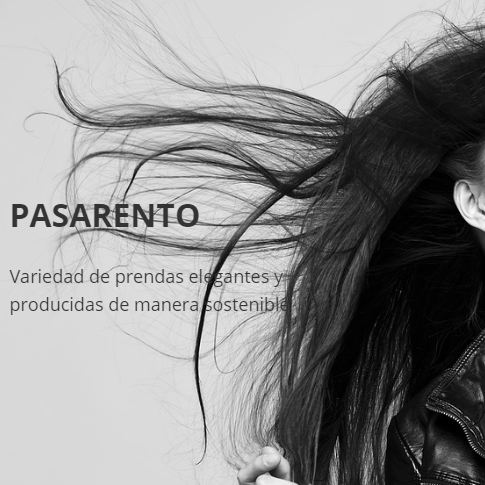 PASARENTO
Variedad de prendas elegantes y
producidas de manera sostenible